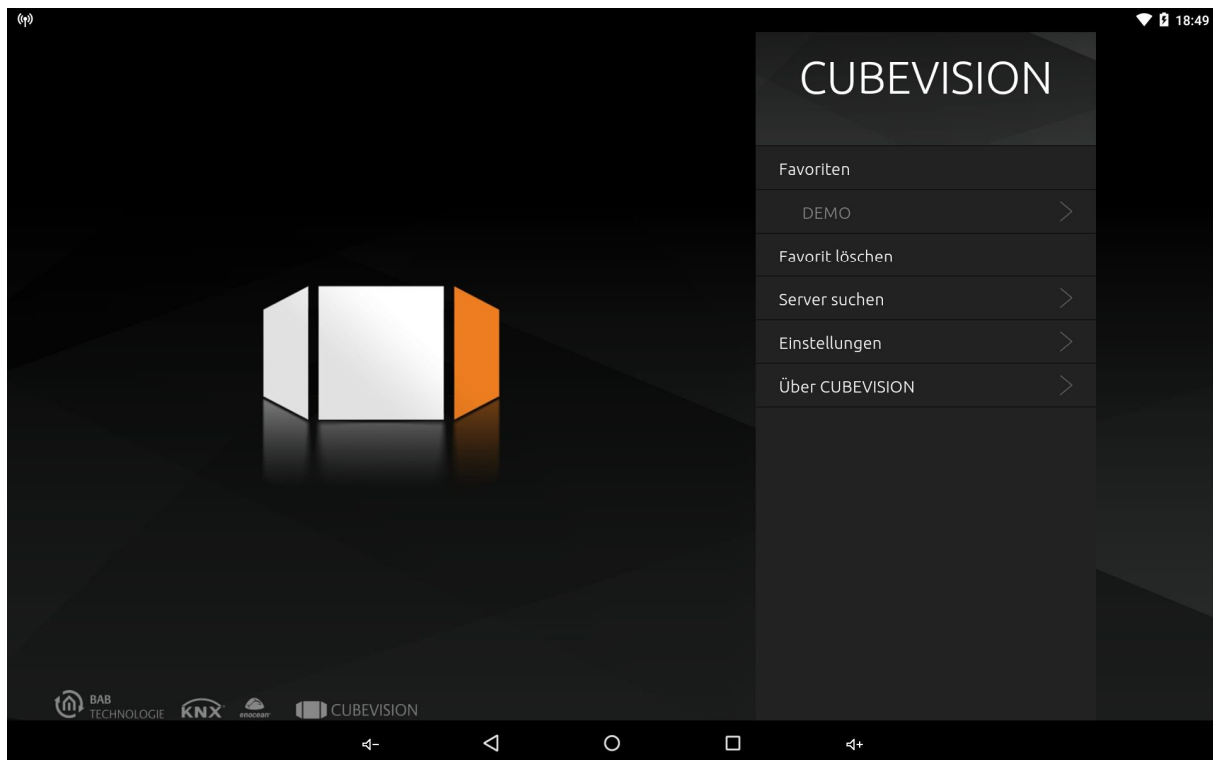 18:49
CUBEVISION
Favoriten
DEMO
Favorit löschen
Server suchen
Einstellungen
Über CUBEVISION
BAB
TECHNOLOGIE
KNX
enocean
CUBEVISION